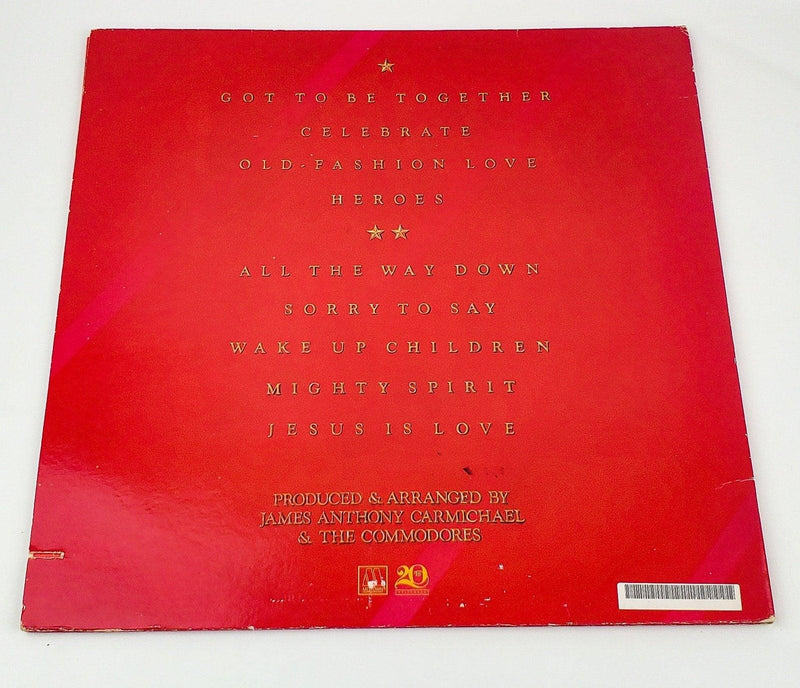 GOT TO BE TOGETHER
CELEBRATE
OLD-FASHION LOVE
HEROES
ALL THE WAY DOWN
SORRY TO SAY
WAKE UP CHILDREN
MIGHTY SPIRIT
JESUS IS LOVE
PRODUCED & ARRANGED BY
JAMES ANTHONY CARMICHAEL
& THE COMMODORES
M
20